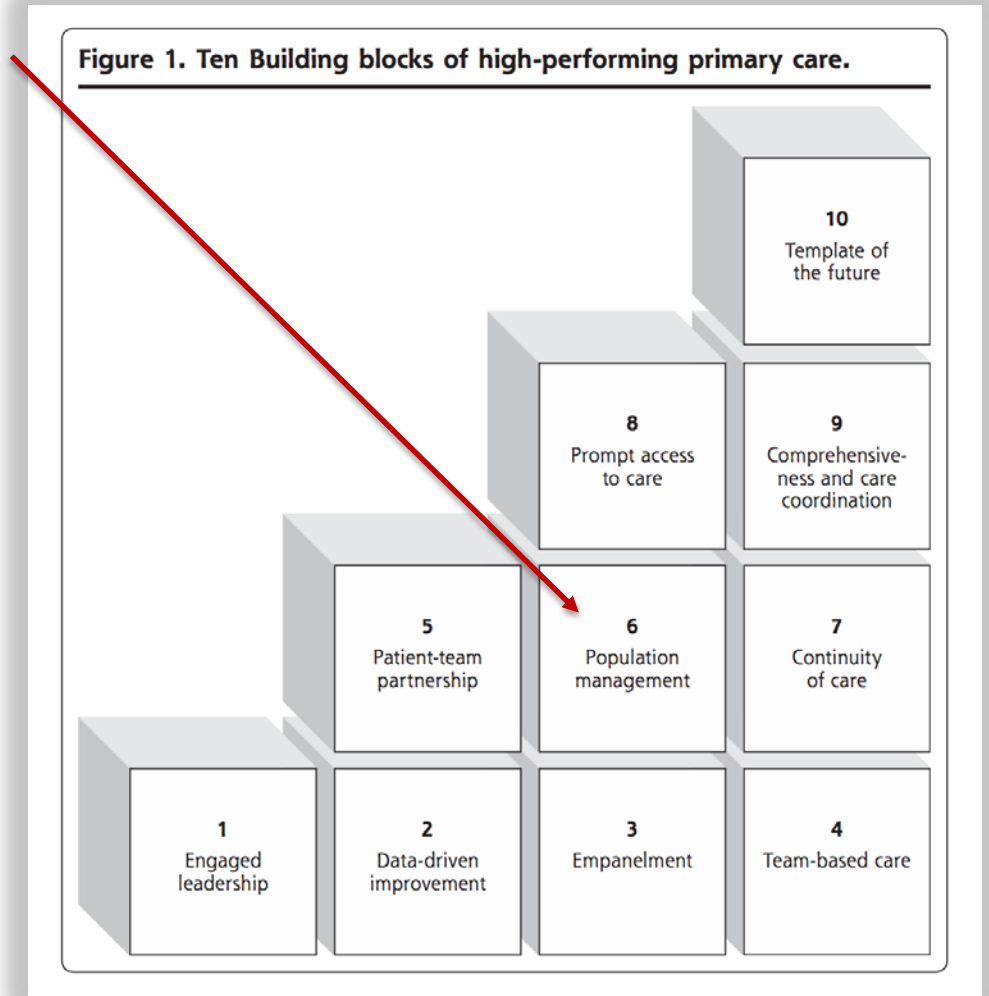 Figure 1. Ten Building blocks of high-performing primary care.
10
Template of
the future
8
Prompt access
to care
9
Comprehensive-
ness and care
coordination
5
Patient-team
partnership
6
Population
management
7
Continuity
of care
1
Engaged
leadership
2
Data-driven
improvement
3
Empanelment
4
Team-based care